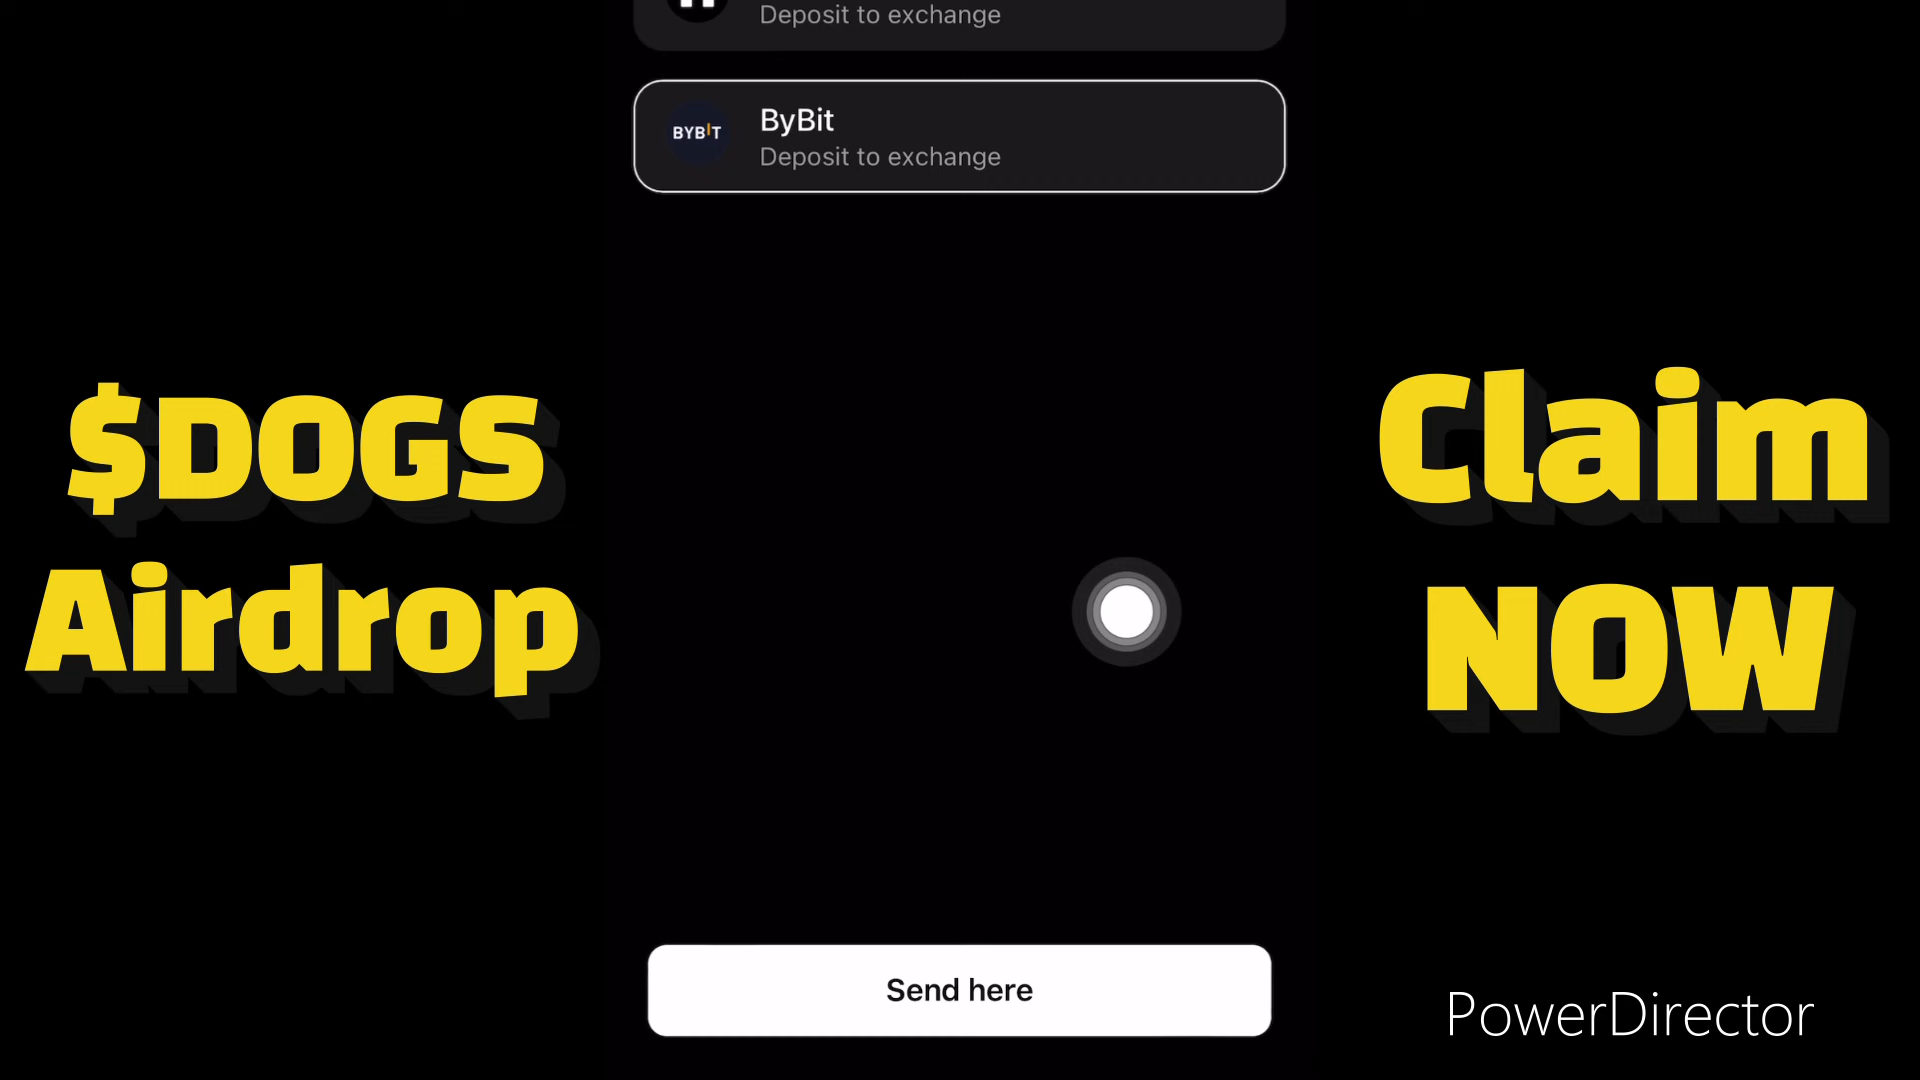 Deposit to exchange
BYBIT
ByBit
Deposit to exchange
$DOGS
Airdrop
Claim
NOW
Send here
PowerDirector